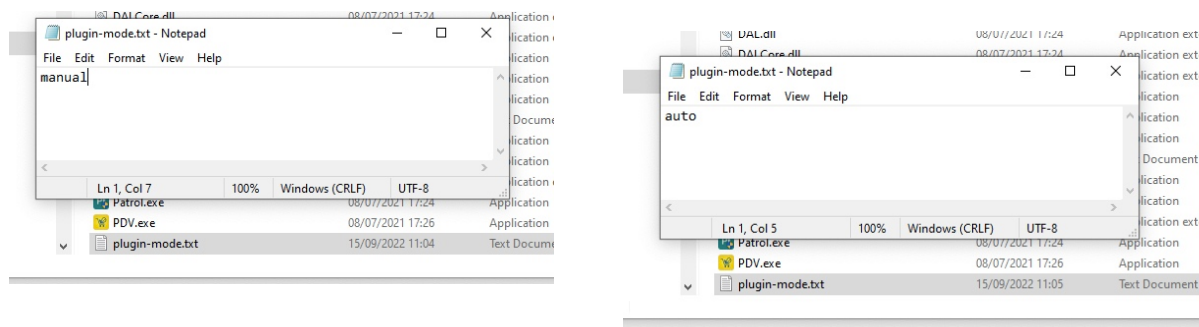 DALCore.dll
08/07/2021 17:24
Application
plugin-mode.txt - Notepad
File Edit Format View Help
manual
Ln 1, Col 7 100% Windows (CRLF) UTF-8
Patrol.exe 08/07/2021 17:24 Application
PDV.exe 08/07/2021 17:26 Application
plugin-mode.txt 15/09/2022 11:04 Text Docume
DAL.dll 08/07/2021 17:24 Application ext
DALCore.dll 08/07/2021 17:24 Application ext
plugin-mode.txt - Notepad
File Edit Format View Help
auto
Ln 1, Col 5 100% Windows (CRLF) UTF-8
Patrol.exe 08/07/2021 17:24 Application
PDV.exe 08/07/2021 17:26 Application
plugin-mode.txt 15/09/2022 11:05 Text Document